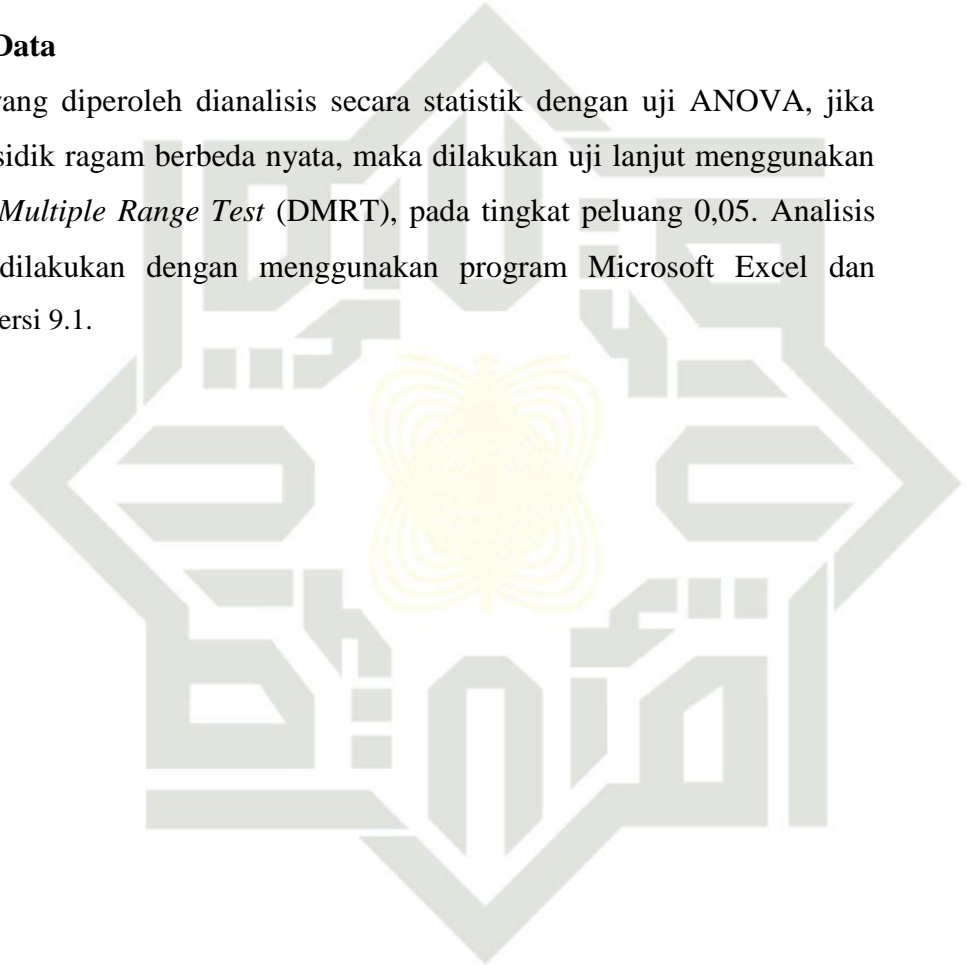 Data
yang diperoleh dianalisis secara statistik dengan uji ANOVA, jika
sidik ragam berbeda nyata, maka dilakukan uji lanjut menggunakan
Multiple Range Test (DMRT), pada tingkat peluang 0,05. Analisis
dilakukan dengan menggunakan program Microsoft Excel dan
ersi 9.1.